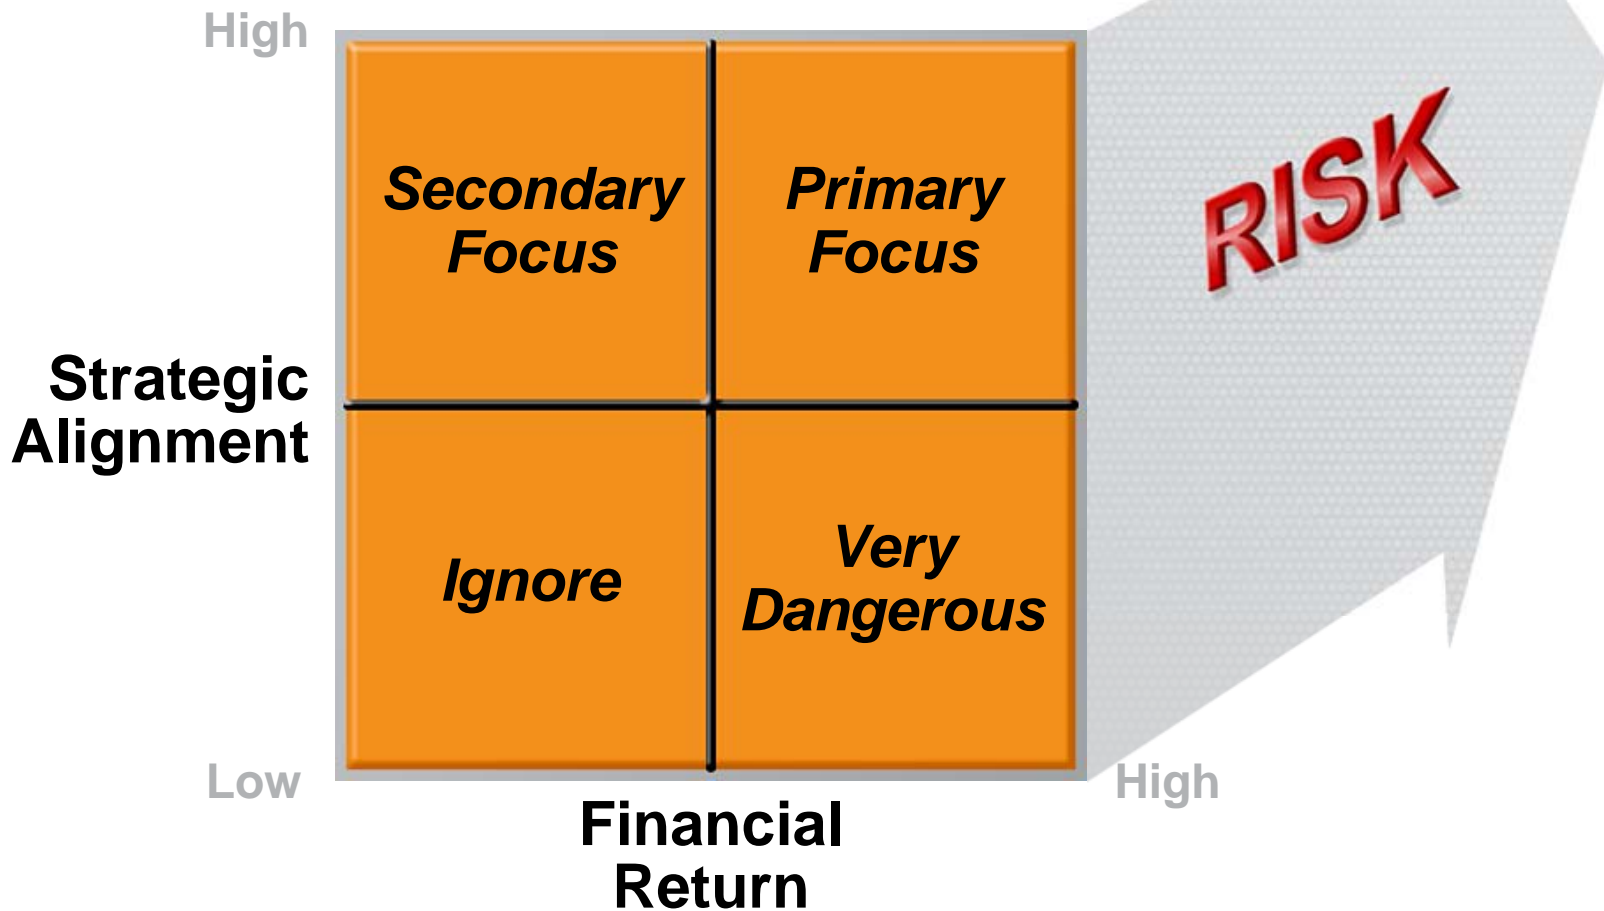 High
Secondary
Focus
Primary
Focus
RISK
Strategic
Alignment
Ignore
Very
Dangerous
Low
High
Financial
Return